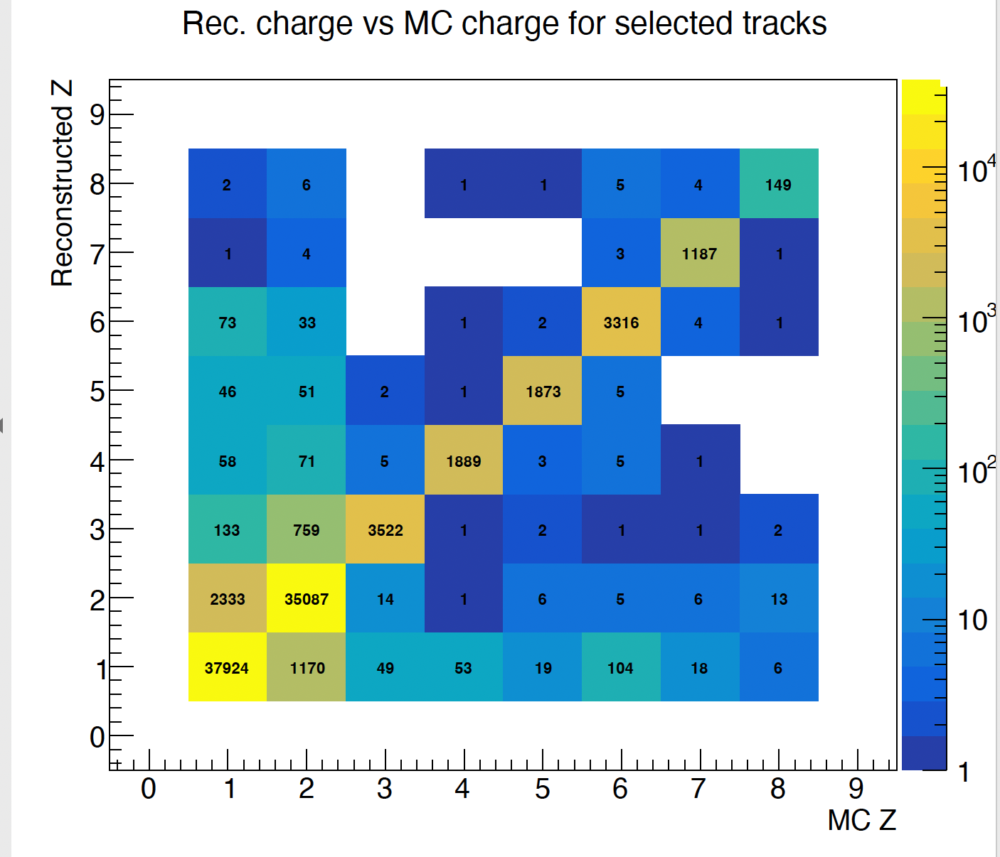 Rec. charge vs MC charge for selected tracks
Reconstructed Z
9
8 2 6 1 1 5 4 149
7 1 4 3 1187 1
6 73 33 1 2 3316 4 1
5 46 51 2 1 1873 5
4 58 71 5 1889 3 5 1
3 133 759 3522 1 2 1 1 2
2 2333 35087 14 1 6 5 6 13
1 37924 1170 49 53 19 104 18 6
0
0 1 2 3 4 5 6 7 8 9
MC Z
10⁴
10³
10²
10
1